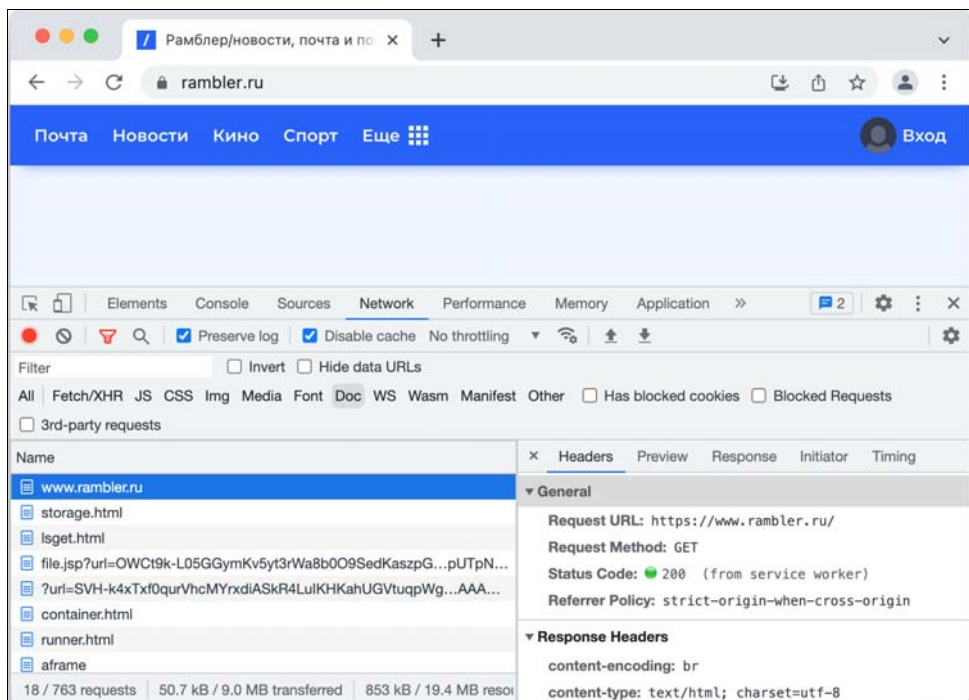 Рамблер/новости, почта и по
rambler.ru
Почта Новости Кино Спорт Еще Вход
Elements Console Sources Network Performance Memory Application » 2
Preserve log Disable cache No throttling
Filter Invert Hide data URLs
All Fetch/XHR JS CSS Img Media Font Doc WS Wasm Manifest Other Has blocked cookies Blocked Requests
3rd-party requests
Name × Headers Preview Response Initiator Timing
www.rambler.ru
General
storage.html
Request URL: https://www.rambler.ru/
lsget.html
Request Method: GET
file.jsp?url=OWCt9k-L05GGymKv5yt3rWa8b0O9SedKaszpG...pUTpN...
Status Code: 200 (from service worker)
?url=SVH-k4xTxf0qurVhcMYrxdiASkR4LulKHKahUGVtuqpWg...AAA...
Referrer Policy: strict-origin-when-cross-origin
container.html
runner.html
Response Headers
aframe
content-encoding: br
18 / 763 requests 50.7 kB / 9.0 MB transferred 853 kB / 19.4 MB resou
content-type: text/html; charset=utf-8